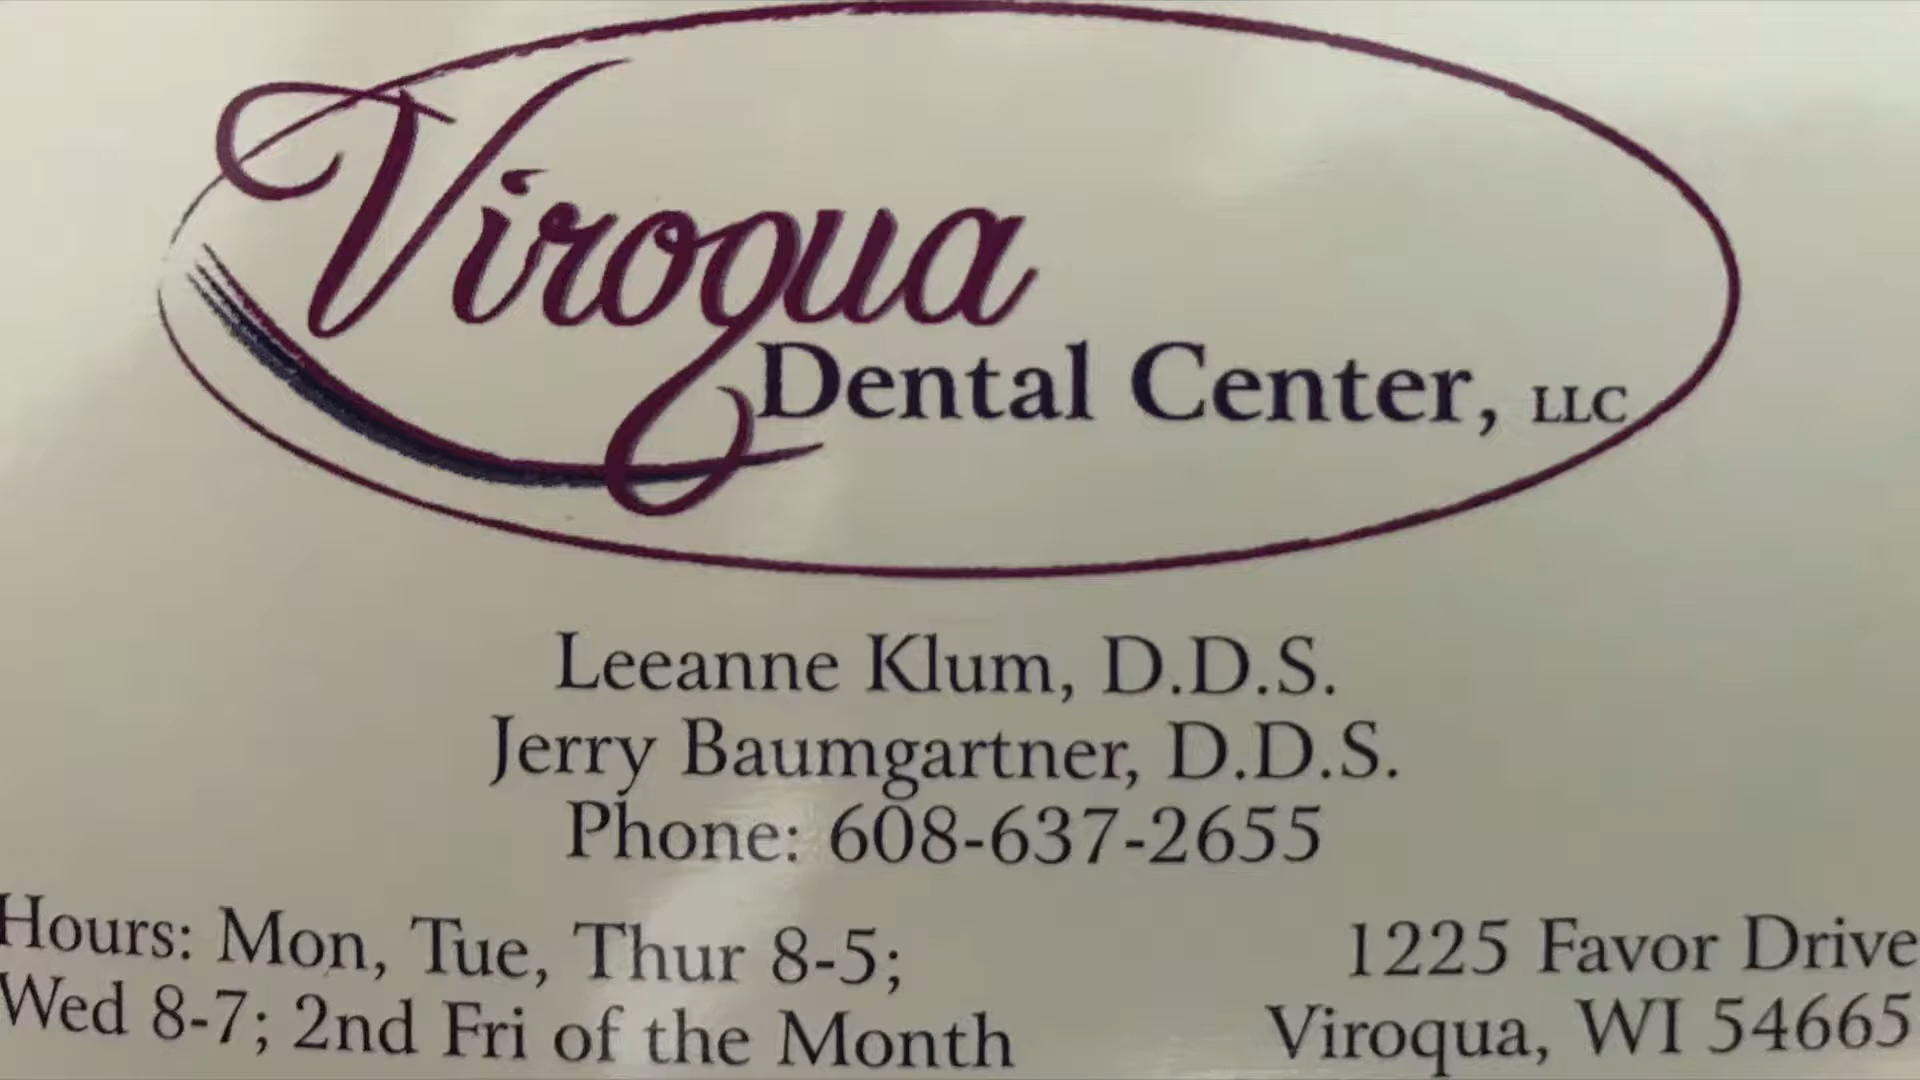 Viroqua
Dental Center, LLC
Leeanne Klum, D.D.S.
Jerry Baumgartner, D.D.S.
Phone: 608-637-2655
Hours: Mon, Tue, Thur 8-5;
Wed 8-7; 2nd Fri of the Month
1225 Favor Drive
Viroqua, WI 54665